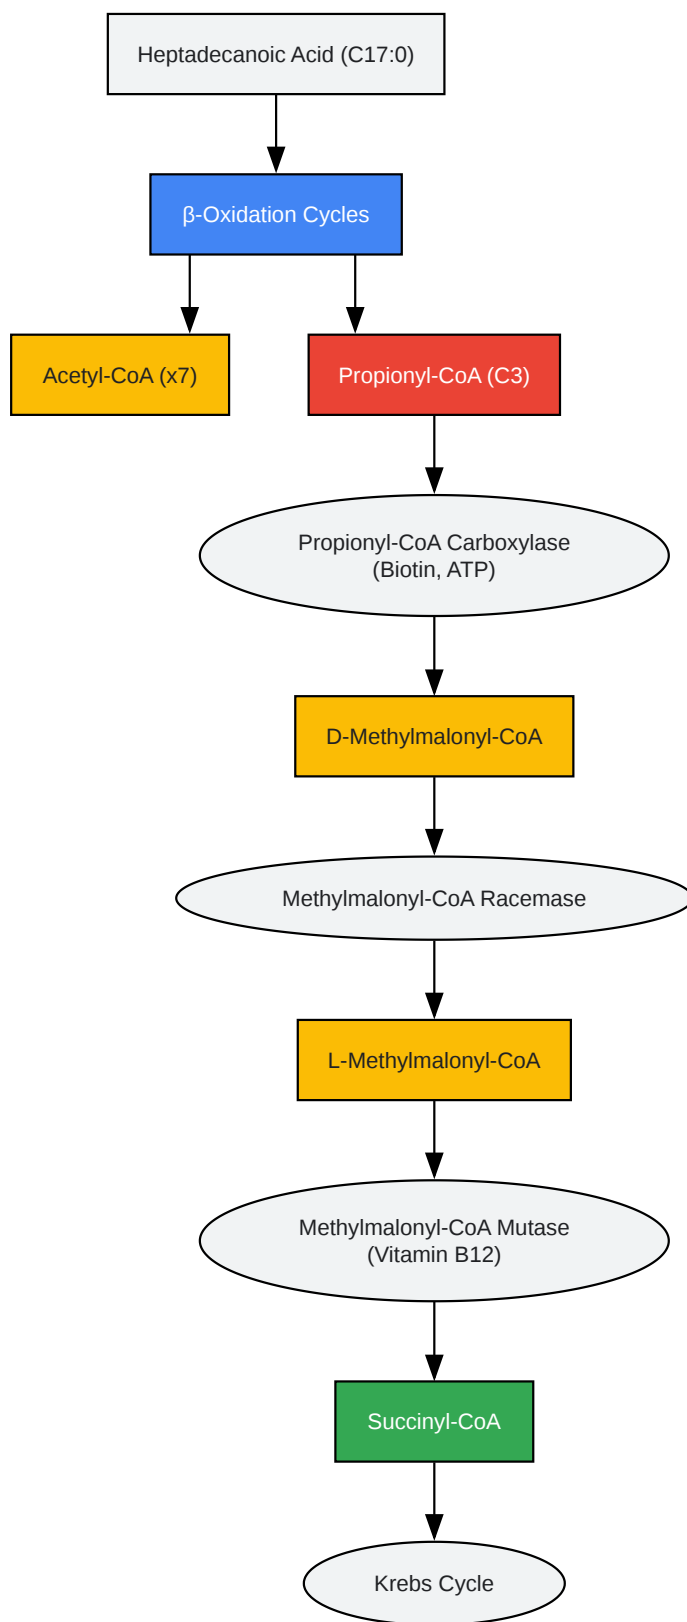 Heptadecanoic Acid (C17:0)
β-Oxidation Cycles
Acetyl-CoA (x7)
Propionyl-CoA (C3)
Propionyl-CoA Carboxylase
(Biotin, ATP)
D-Methylmalonyl-CoA
Methylmalonyl-CoA Racemase
L-Methylmalonyl-CoA
Methylmalonyl-CoA Mutase
(Vitamin B12)
Succinyl-CoA
Krebs Cycle